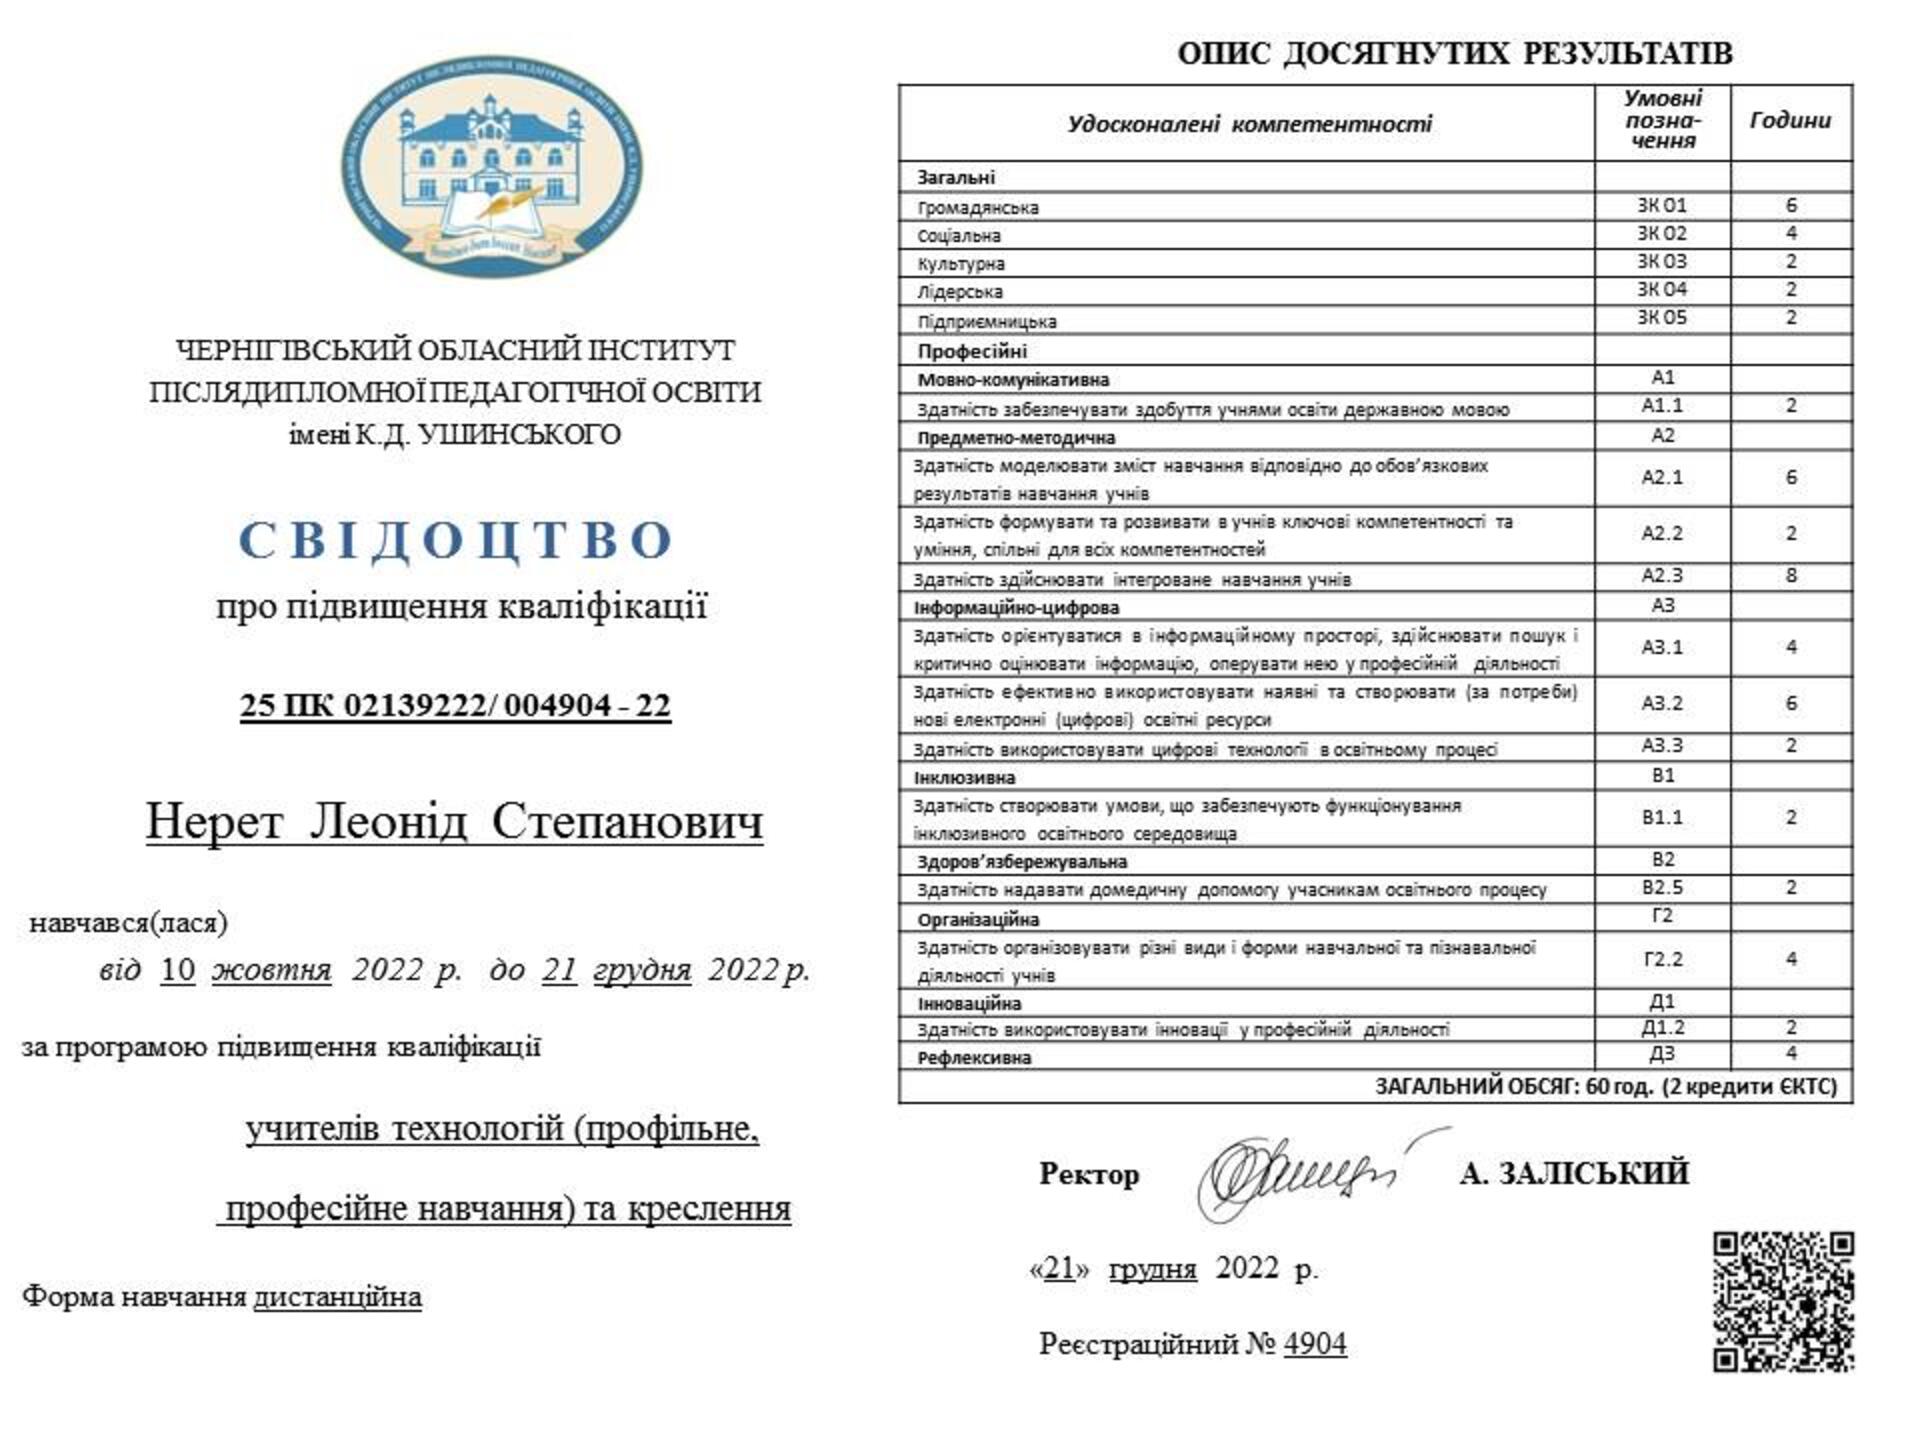 ЧЕРНІГІВСЬКИЙ ОБЛАСНИЙ ІНСТИТУТ
ПІСЛЯДИПЛОМНОЇ ПЕДАГОГІЧНОЇ ОСВІТИ
імені К.Д. УШИНСЬКОГО
СВІДОЦТВО
про підвищення кваліфікації
25 ПК 02139222/ 004904 - 22
Нерет Леонід Степанович
навчався(лася)
від 10 жовтня 2022 р. до 21 грудня 2022 р.
за програмою підвищення кваліфікації
учителів технологій (профільне,
професійне навчання) та креслення
Форма навчання дистанційна
ОПИС ДОСЯГНУТИХ РЕЗУЛЬТАТІВ
Удосконалені компетентності
Умовні
позна-
чення
Години
Загальні
Громадянська ЗК 01 6
Соціальна ЗК 02 4
Культурна ЗК 03 2
Лідерська ЗК 04 2
Підприємницька ЗК 05 2
Професійні
Мовно-комунікативна А1
Здатність забезпечувати здобуття учнями освіти державною мовою А1.1 2
Предметно-методична А2
Здатність моделювати зміст навчання відповідно до обов’язкових
результатів навчання учнів А2.1 6
Здатність формувати та розвивати в учнів ключові компетентності та
уміння, спільні для всіх компетентностей А2.2 2
Здатність здійснювати інтегроване навчання учнів А2.3 8
Інформаційно-цифрова А3
Здатність орієнтуватися в інформаційному просторі, здійснювати пошук і
критично оцінювати інформацію, оперувати нею у професійній діяльності А3.1 4
Здатність ефективно використовувати наявні та створювати (за потреби)
нові електронні (цифрові) освітні ресурси А3.2 6
Здатність використовувати цифрові технології в освітньому процесі А3.3 2
Інклюзивна В1
Здатність створювати умови, що забезпечують функціонування
інклюзивного освітнього середовища В1.1 2
Здоров’язбережувальна В2
Здатність надавати домедичну допомогу учасникам освітнього процесу В2.5 2
Організаційна Г2
Здатність організовувати різні види і форми навчальної та пізнавальної
діяльності учнів Г2.2 4
Інноваційна Д1
Здатність використовувати інновації у професійній діяльності Д1.2 2
Рефлексивна Д3 4
ЗАГАЛЬНИЙ ОБСЯГ: 60 год. (2 кредити ЄКТС)
Ректор А. ЗАЛІСЬКИЙ
«21» грудня 2022 р.
Реєстраційний № 4904